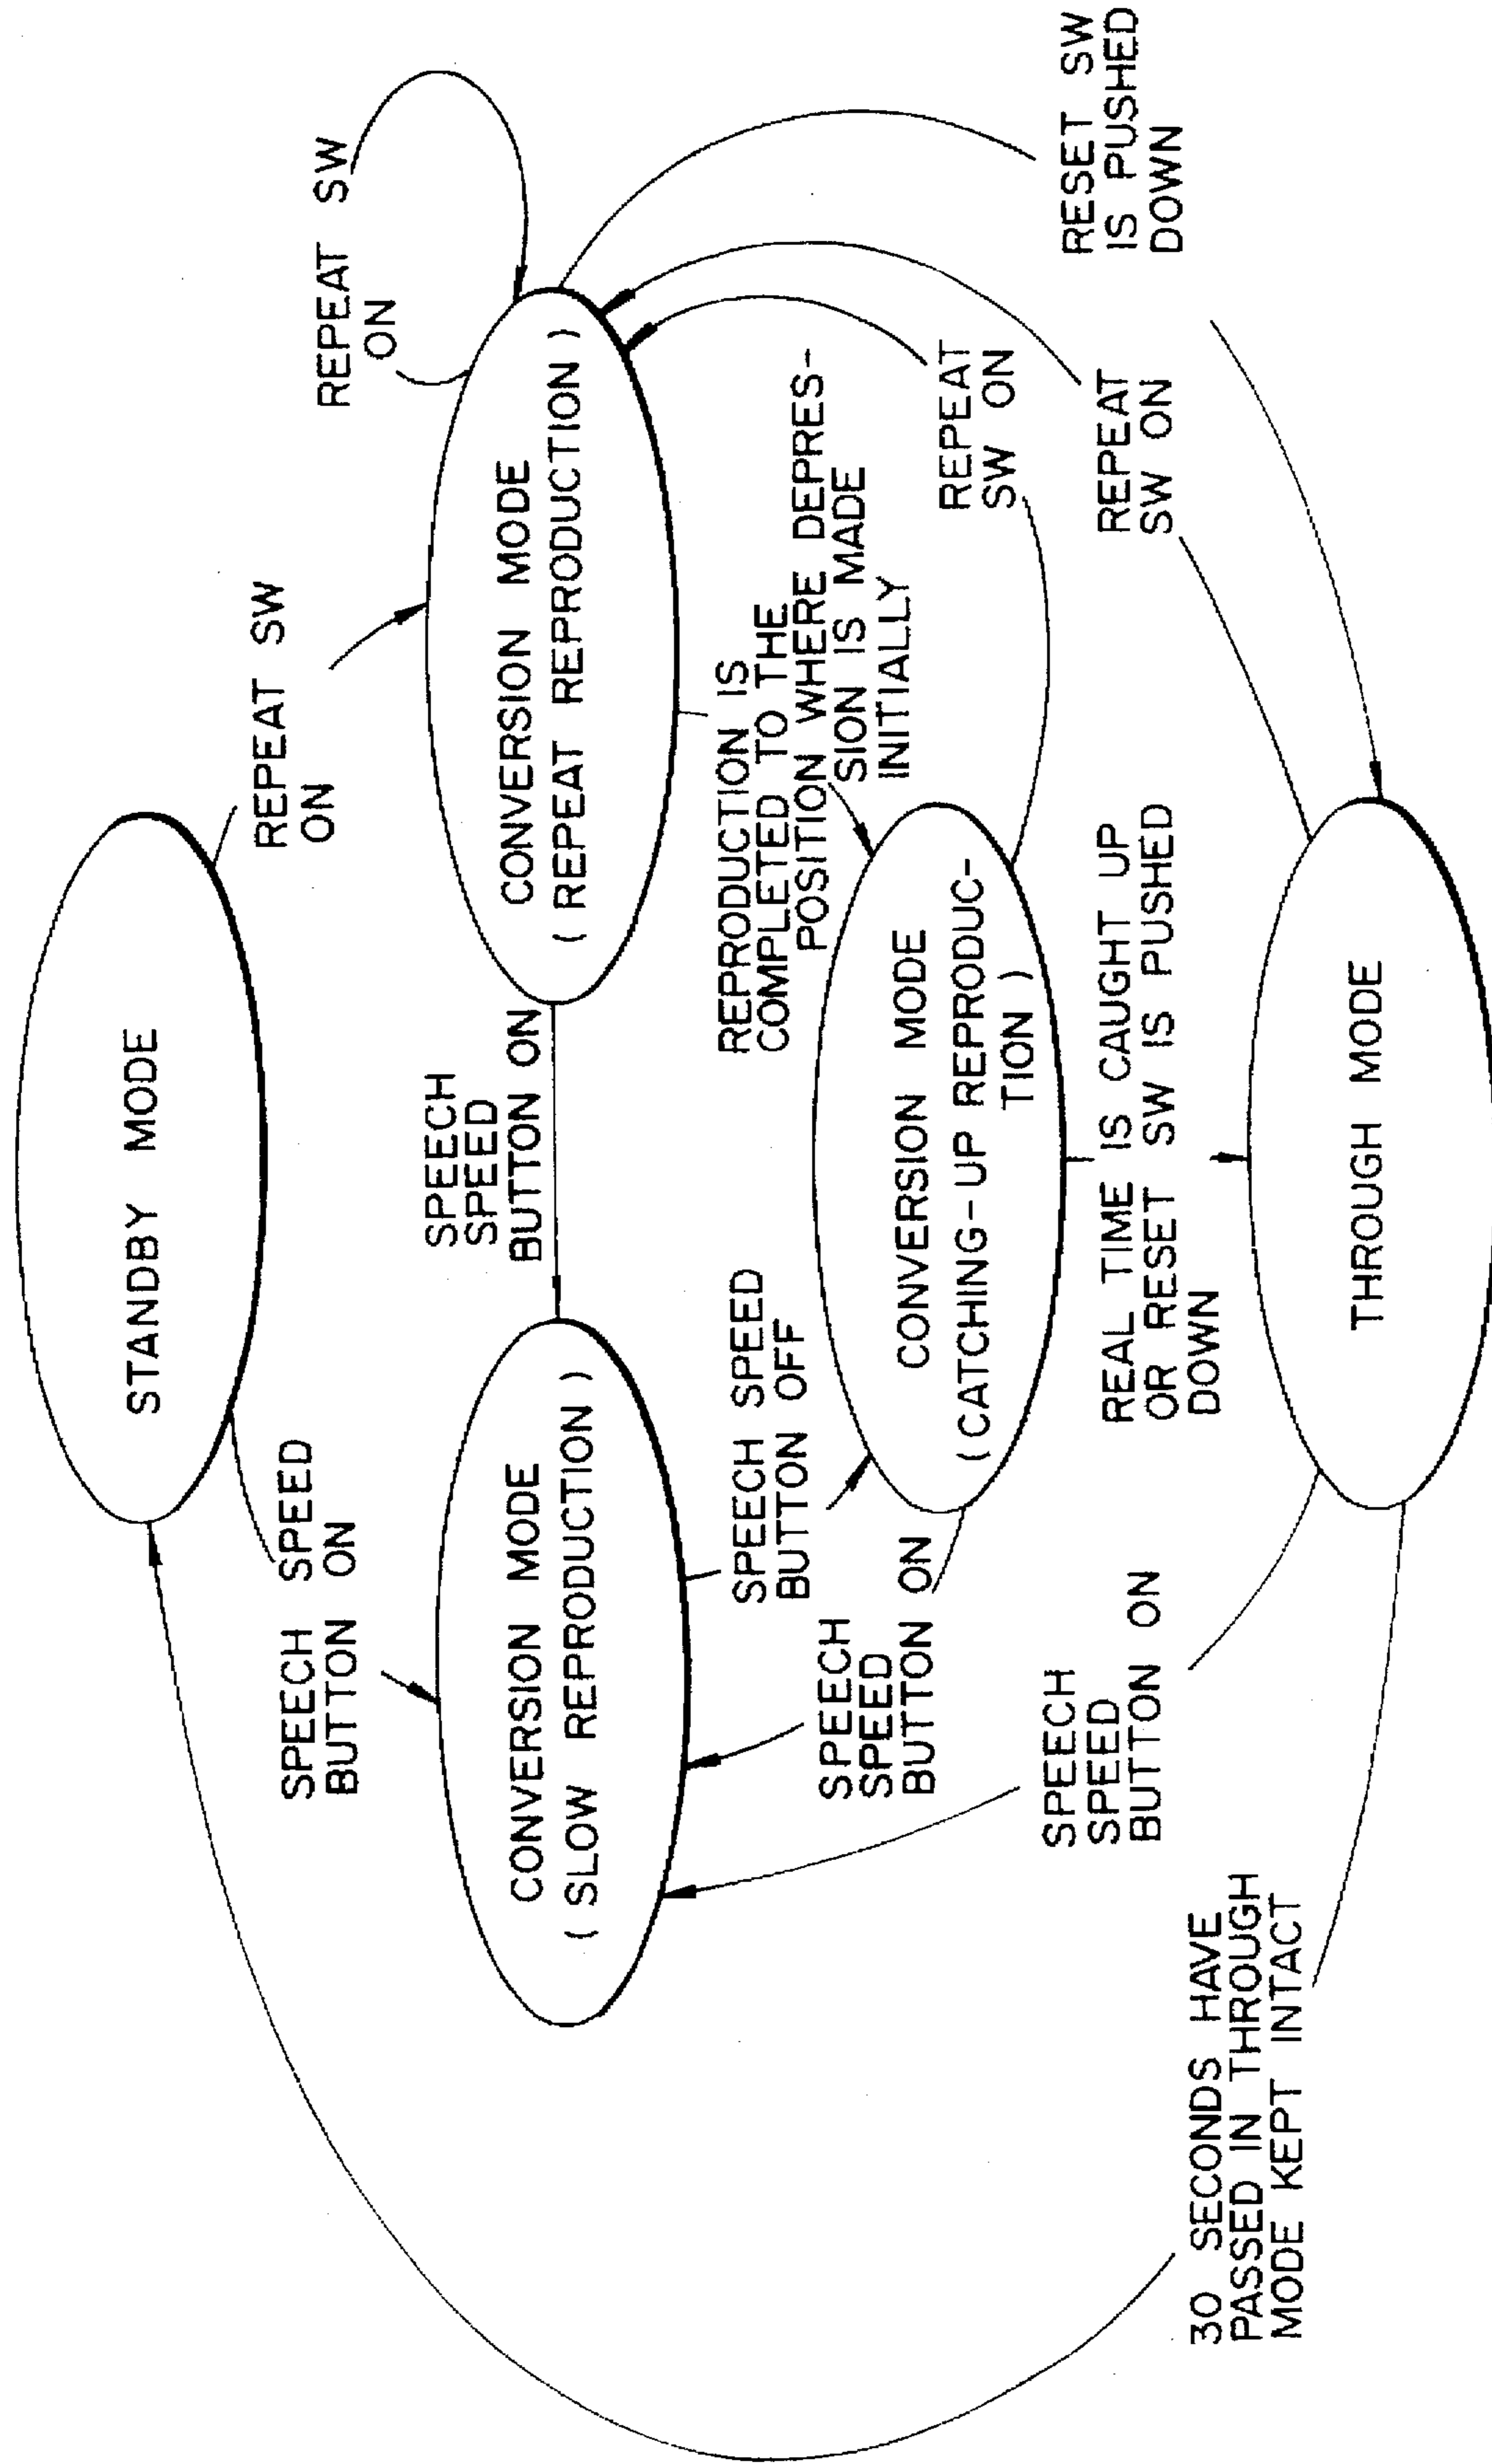 STANDBY MODE
SPEECH SPEED
BUTTON ON
REPEAT SW
ON
REPEAT SW
ON
CONVERSION MODE
( SLOW REPRODUCTION )
SPEECH
SPEED
BUTTON ON
CONVERSION MODE
( REPEAT REPRODUCTION )
SPEECH SPEED
BUTTON OFF
REPRODUCTION IS
COMPLETED TO THE
POSITION WHERE DEPRES-
SION IS MADE
INITIALLY
SPEECH
SPEED
BUTTON ON
CONVERSION MODE
( CATCHING-UP REPRODUC-
TION )
REPEAT
SW ON
SPEECH
SPEED
BUTTON ON
REAL TIME IS CAUGHT UP
OR RESET SW IS PUSHED
DOWN
REPEAT
SW ON
RESET SW
IS PUSHED
DOWN
30 SECONDS HAVE
PASSED IN THROUGH
MODE KEPT INTACT
THROUGH MODE